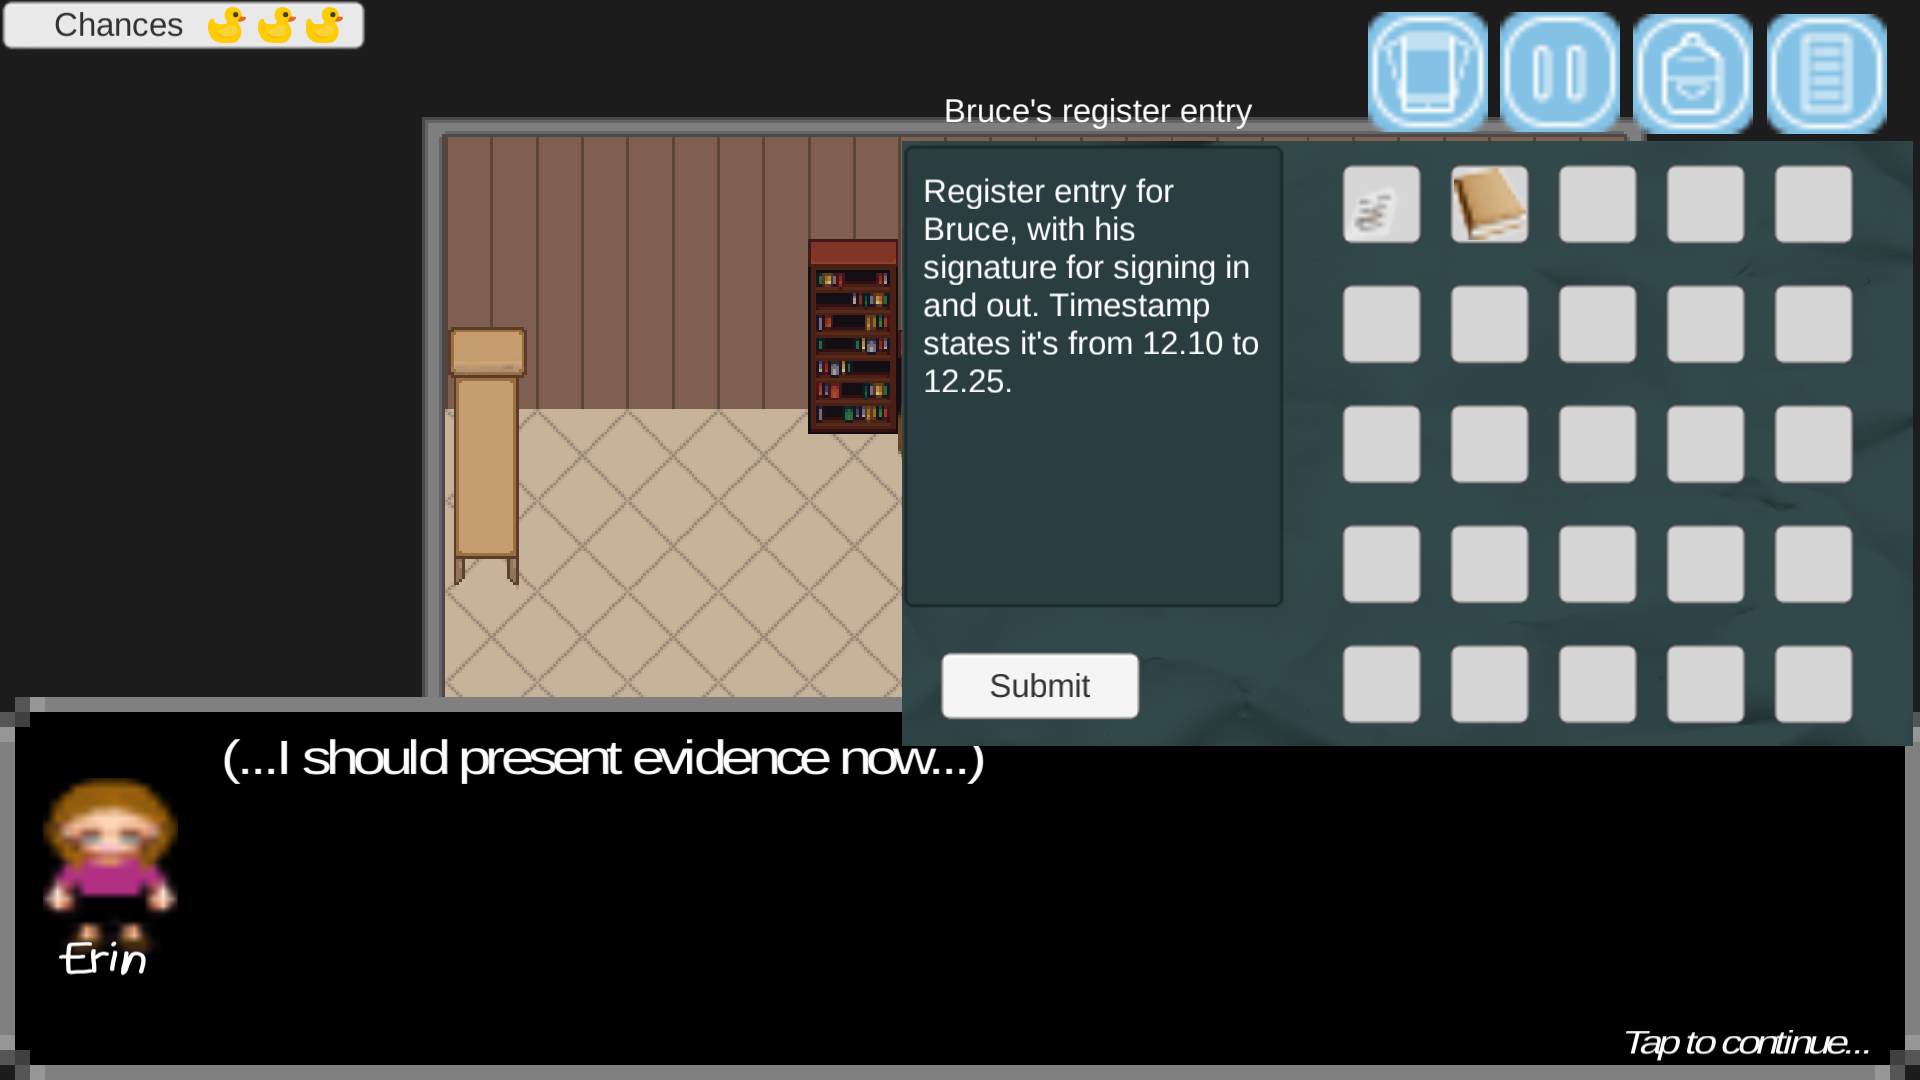 Chances
Bruce's register entry
Register entry for
Bruce, with his
signature for signing in
and out. Timestamp
states it's from 12.10 to
12.25.
Submit
(...I should present evidence now...)
Erin
Tap to continue...